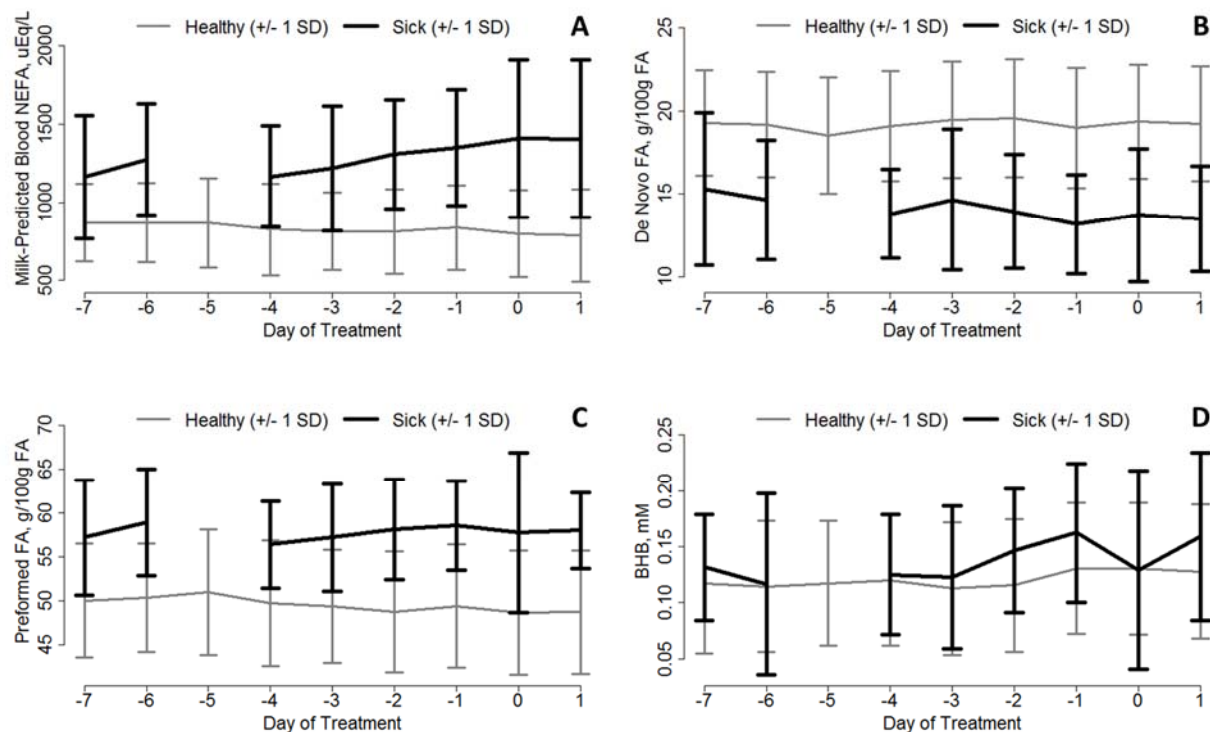 Healthy (+/- 1 SD) Sick (+/- 1 SD) A
Milk-Predicted Blood NEFA, uEq/L
2000
1500
1000
500
-7 -6 -5 -4 -3 -2 -1 0 1
Day of Treatment
Healthy (+/- 1 SD) Sick (+/- 1 SD) B
De Novo FA, g/100g FA
25
20
15
10
-7 -6 -5 -4 -3 -2 -1 0 1
Day of Treatment
Healthy (+/- 1 SD) Sick (+/- 1 SD) C
Preformed FA, g/100g FA
70
65
60
55
50
45
-7 -6 -5 -4 -3 -2 -1 0 1
Day of Treatment
Healthy (+/- 1 SD) Sick (+/- 1 SD) D
BHB, mM
0.25
0.20
0.15
0.10
0.05
-7 -6 -5 -4 -3 -2 -1 0 1
Day of Treatment